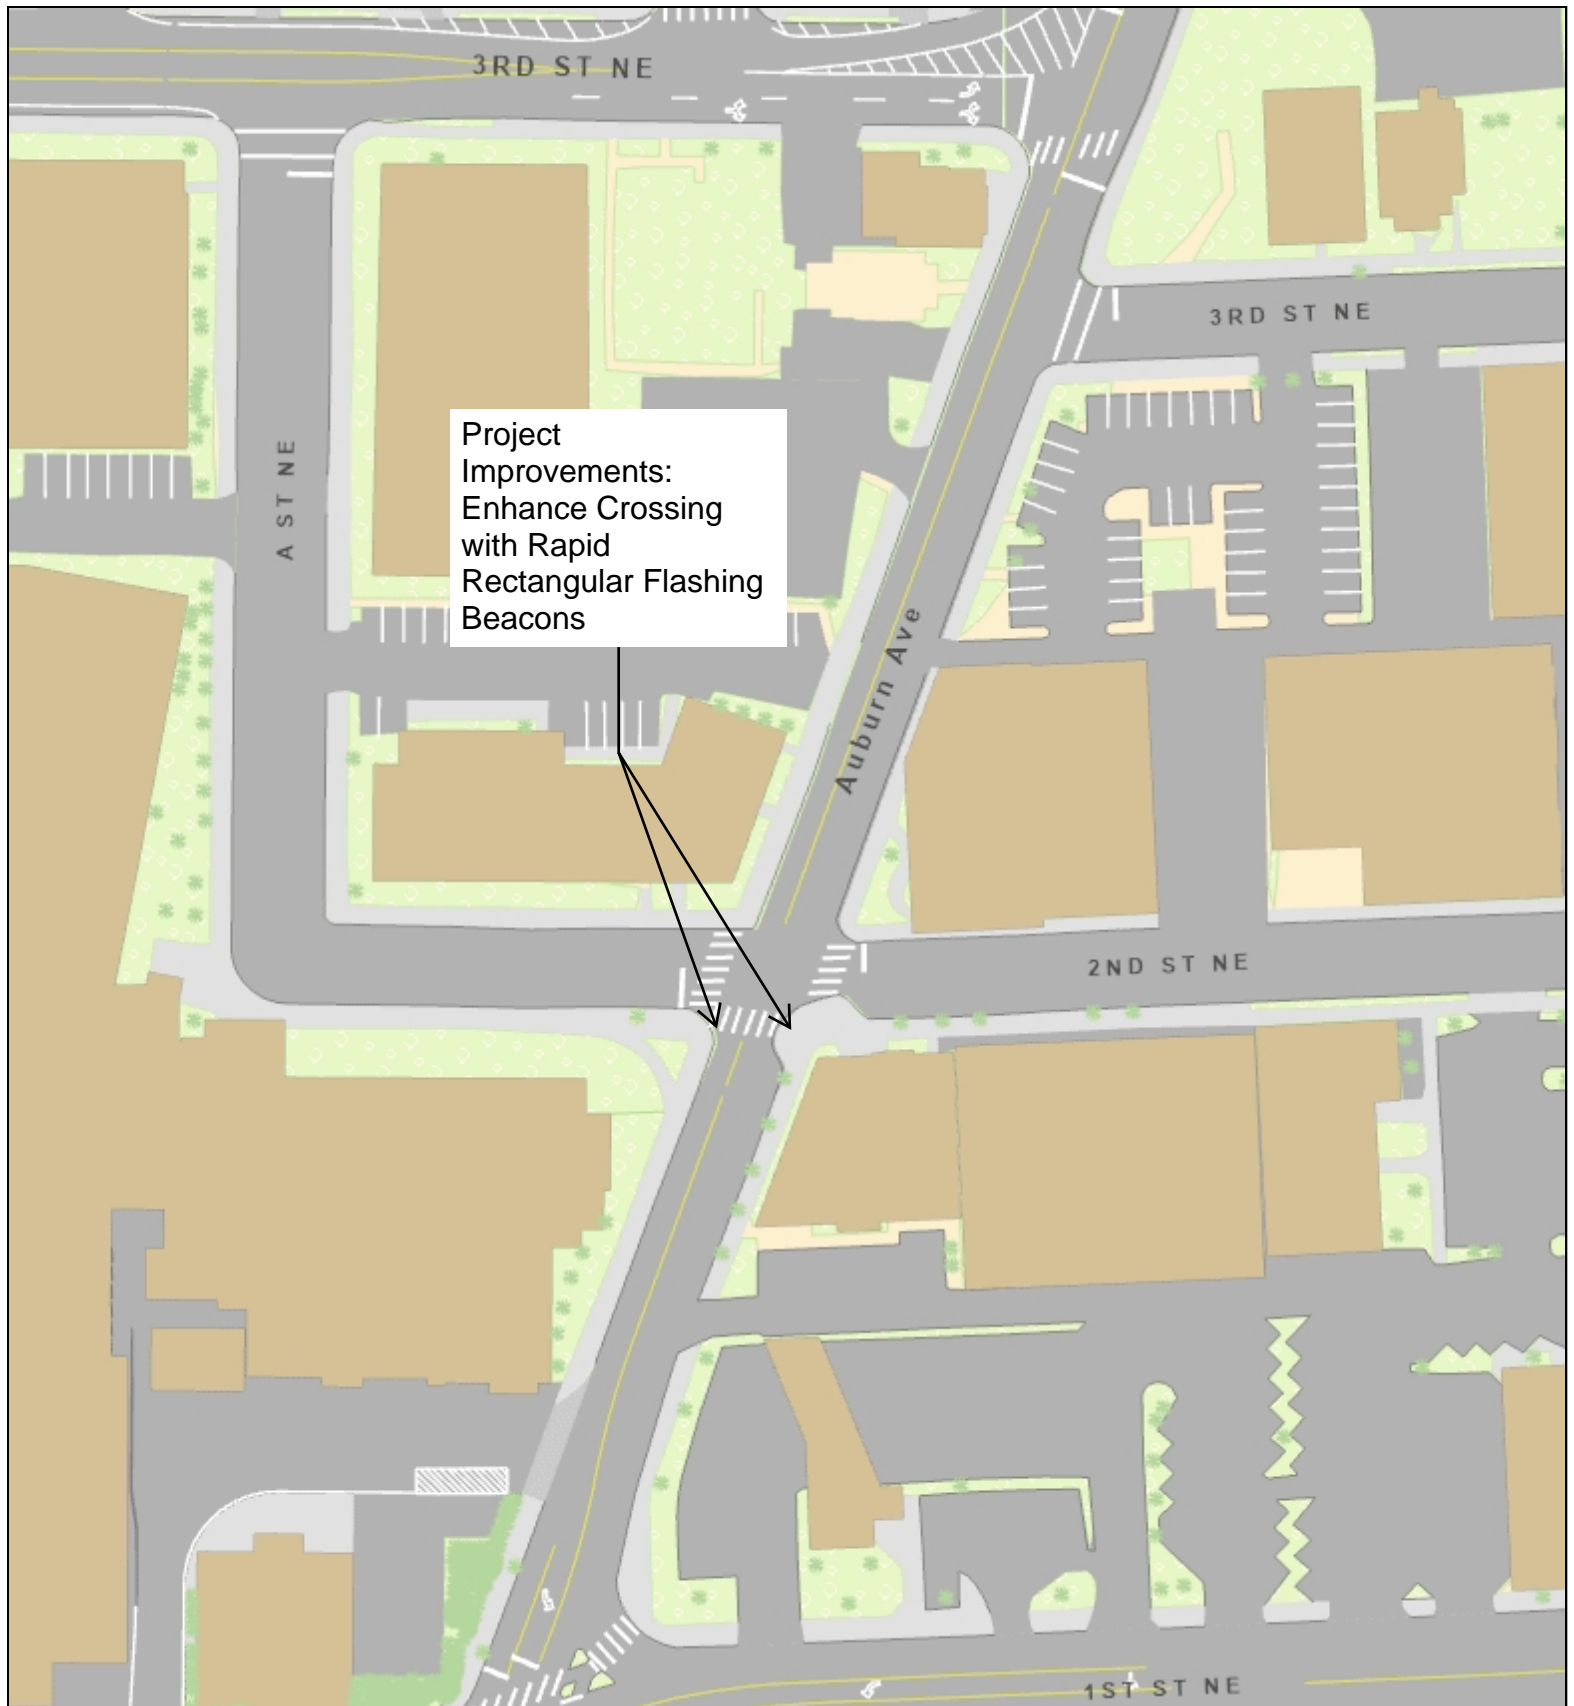 3RD ST NE
3RD ST NE
Project
Improvements:
Enhance Crossing
with Rapid
Rectangular Flashing
Beacons
A ST NE
Auburn Ave
2ND ST NE
1ST ST NE